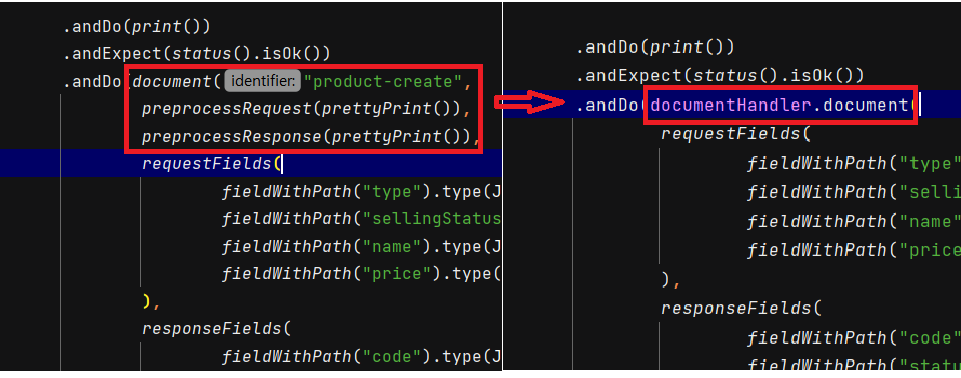 .andDo(print())
.andExpect(status().isOk())
.andDo(document( identifier: "product-create",
preprocessRequest(prettyPrint()),
preprocessResponse(prettyPrint()),
requestFields(
fieldWithPath("type").type(J
fieldWithPath("sellingStatus
fieldWithPath("name").type(J
fieldWithPath("price").type(
),
responseFields(
fieldWithPath("code").type(J
.andDo(print())
.andExpect(status().isOk())
.andDo(documentHandler.document(
requestFields(
fieldWithPath("type"
fieldWithPath("selli
fieldWithPath("name"
fieldWithPath("price
),
responseFields(
fieldWithPath("code"
fieldWithPath("statu